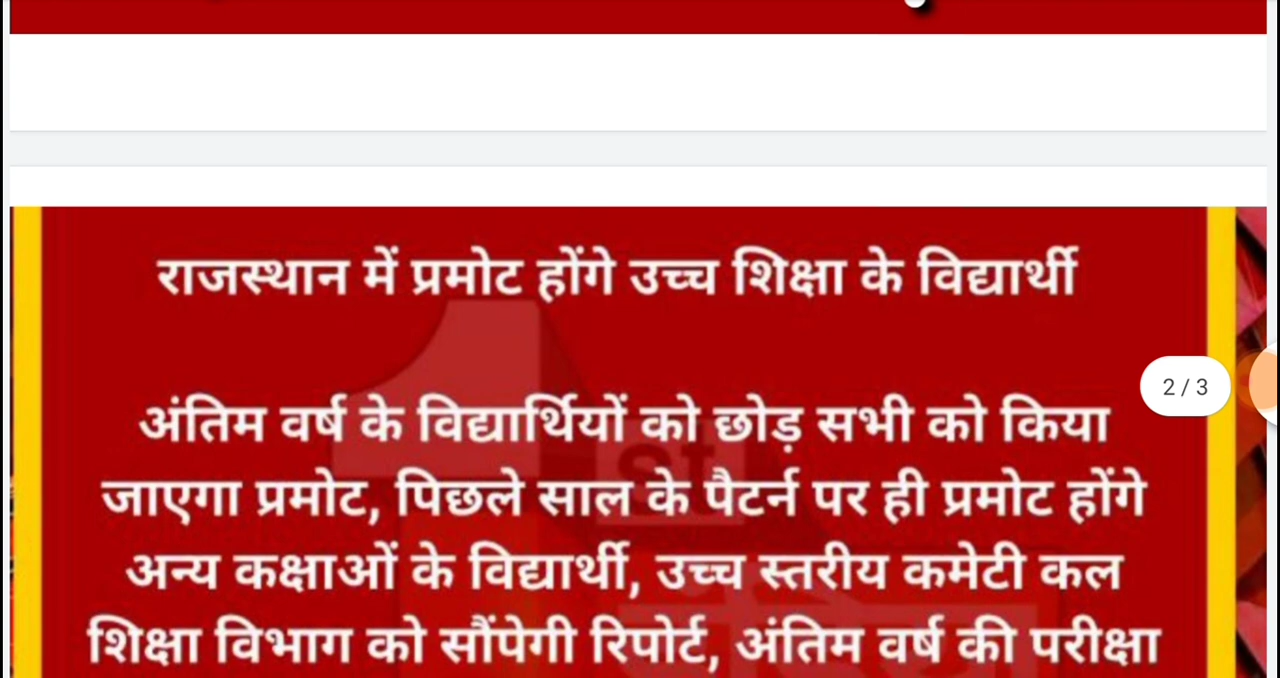 राजस्थान में प्रमोट होंगे उच्च शिक्षा के विद्यार्थी
2 / 3
अंतिम वर्ष के विद्यार्थियों को छोड़ सभी को किया
जाएगा प्रमोट, पिछले साल के पैटर्न पर ही प्रमोट होंगे
अन्य कक्षाओं के विद्यार्थी, उच्च स्तरीय कमेटी कल
शिक्षा विभाग को सौंपेगी रिपोर्ट, अंतिम वर्ष की परीक्षा
1st